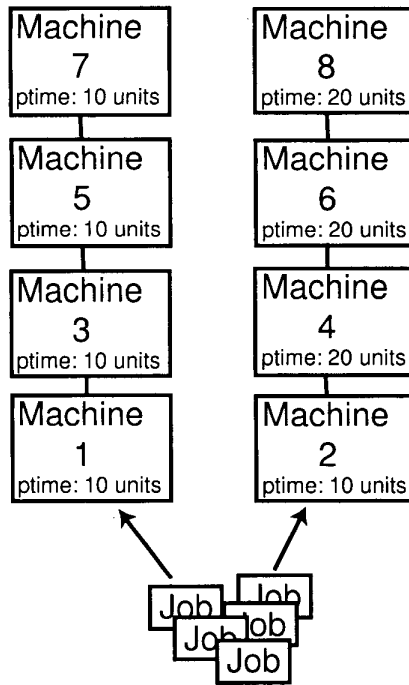 Machine
7
ptime: 10 units
Machine
8
ptime: 20 units
Machine
5
ptime: 10 units
Machine
6
ptime: 20 units
Machine
3
ptime: 10 units
Machine
4
ptime: 20 units
Machine
1
ptime: 10 units
Machine
2
ptime: 10 units
Job
Job
Job
Job
Job